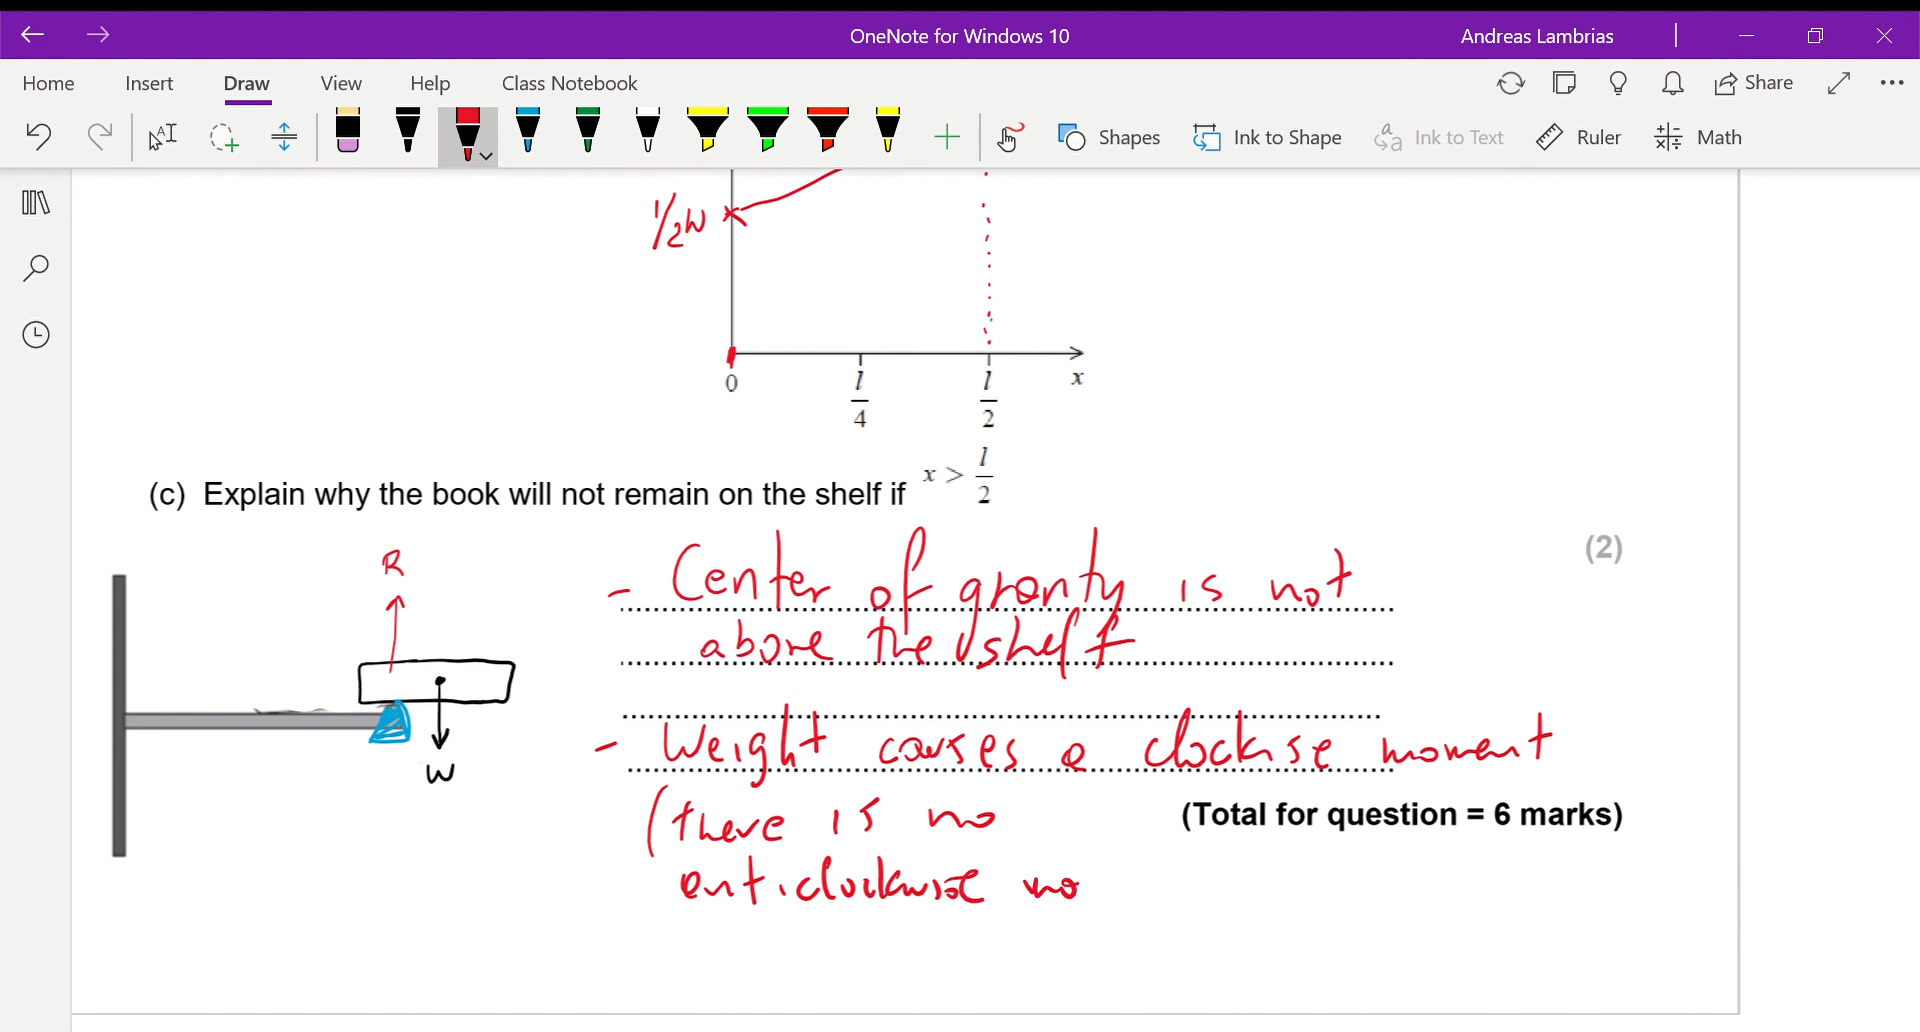 OneNote for Windows 10
Andreas Lambrias
Home Insert Draw View Help Class Notebook
Share
Shapes Ink to Shape Ink to Text Ruler Math
1/2W
0 l/4 l/2 x
(c) Explain why the book will not remain on the shelf if x > l/2
(2)
R
- Center of gravity is not
above the shelf
W
- Weight causes a clockise moment
(there is no
anticlockwise mo
(Total for question = 6 marks)